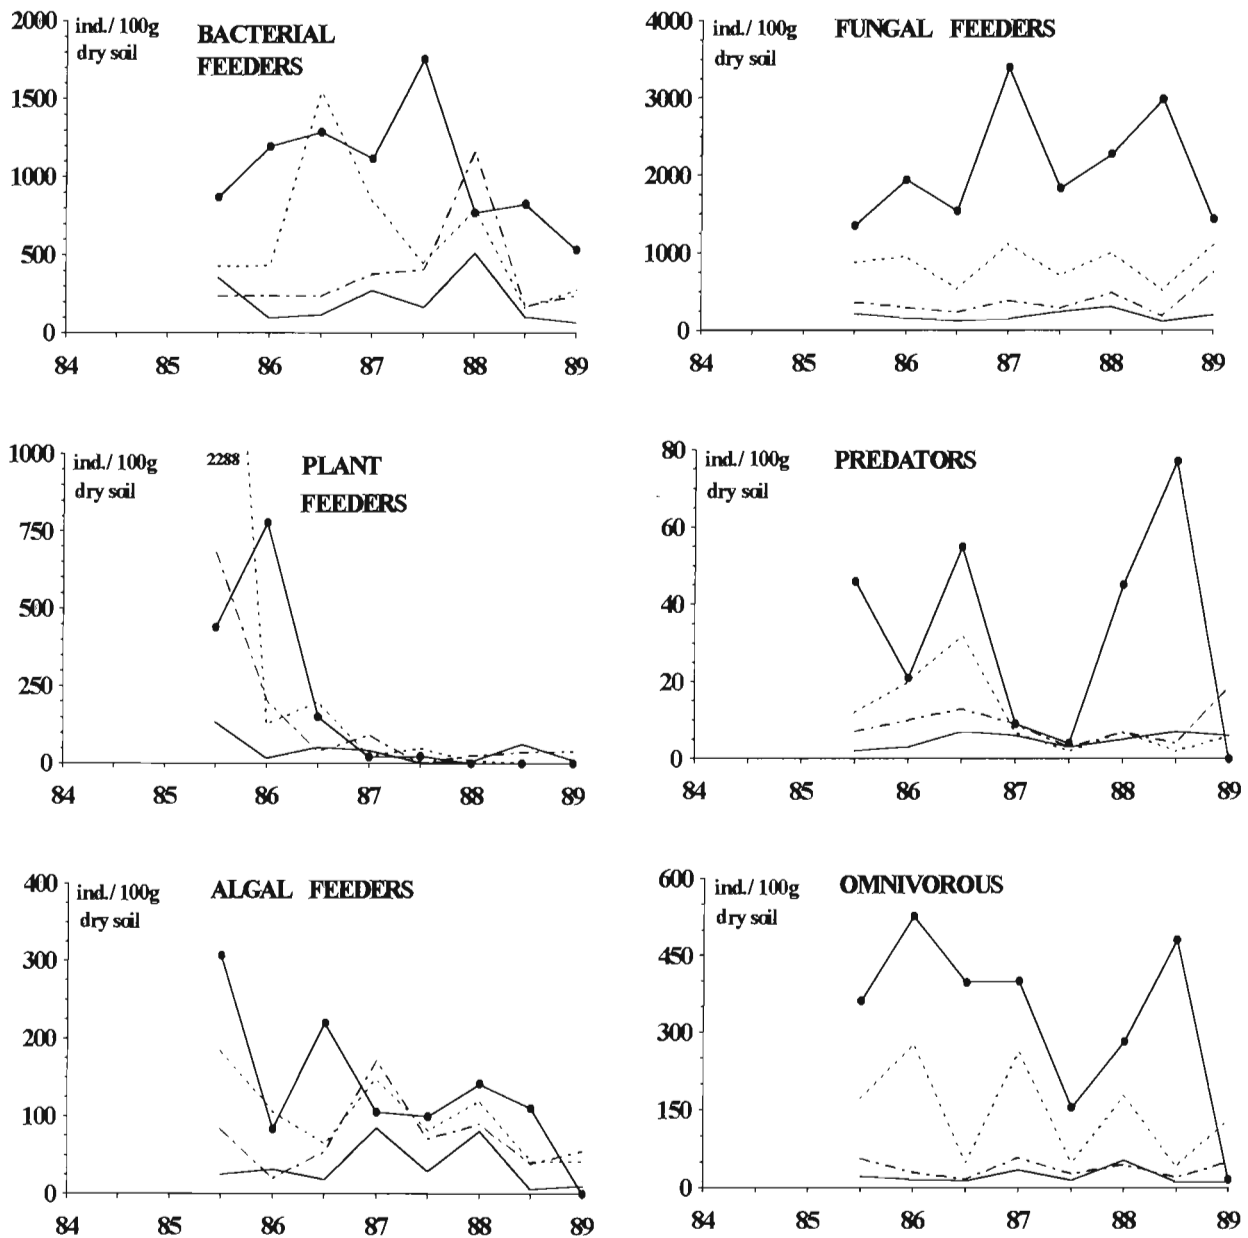 2000
ind./ 100g
dry soil
BACTERIAL
FEEDERS
1500
1000
500
0
84 85 86 87 88 89
4000
ind./ 100g
dry soil
FUNGAL FEEDERS
3000
2000
1000
0
84 85 86 87 88 89
1000
ind./ 100g
dry soil
2288
PLANT
FEEDERS
750
500
250
0
84 85 86 87 88 89
80
ind./ 100g
dry soil
PREDATORS
60
40
20
0
84 85 86 87 88 89
400
ind./ 100g
dry soil
ALGAL FEEDERS
300
200
100
0
84 85 86 87 88 89
600
ind./ 100g
dry soil
OMNIVOROUS
450
300
150
0
84 85 86 87 88 89